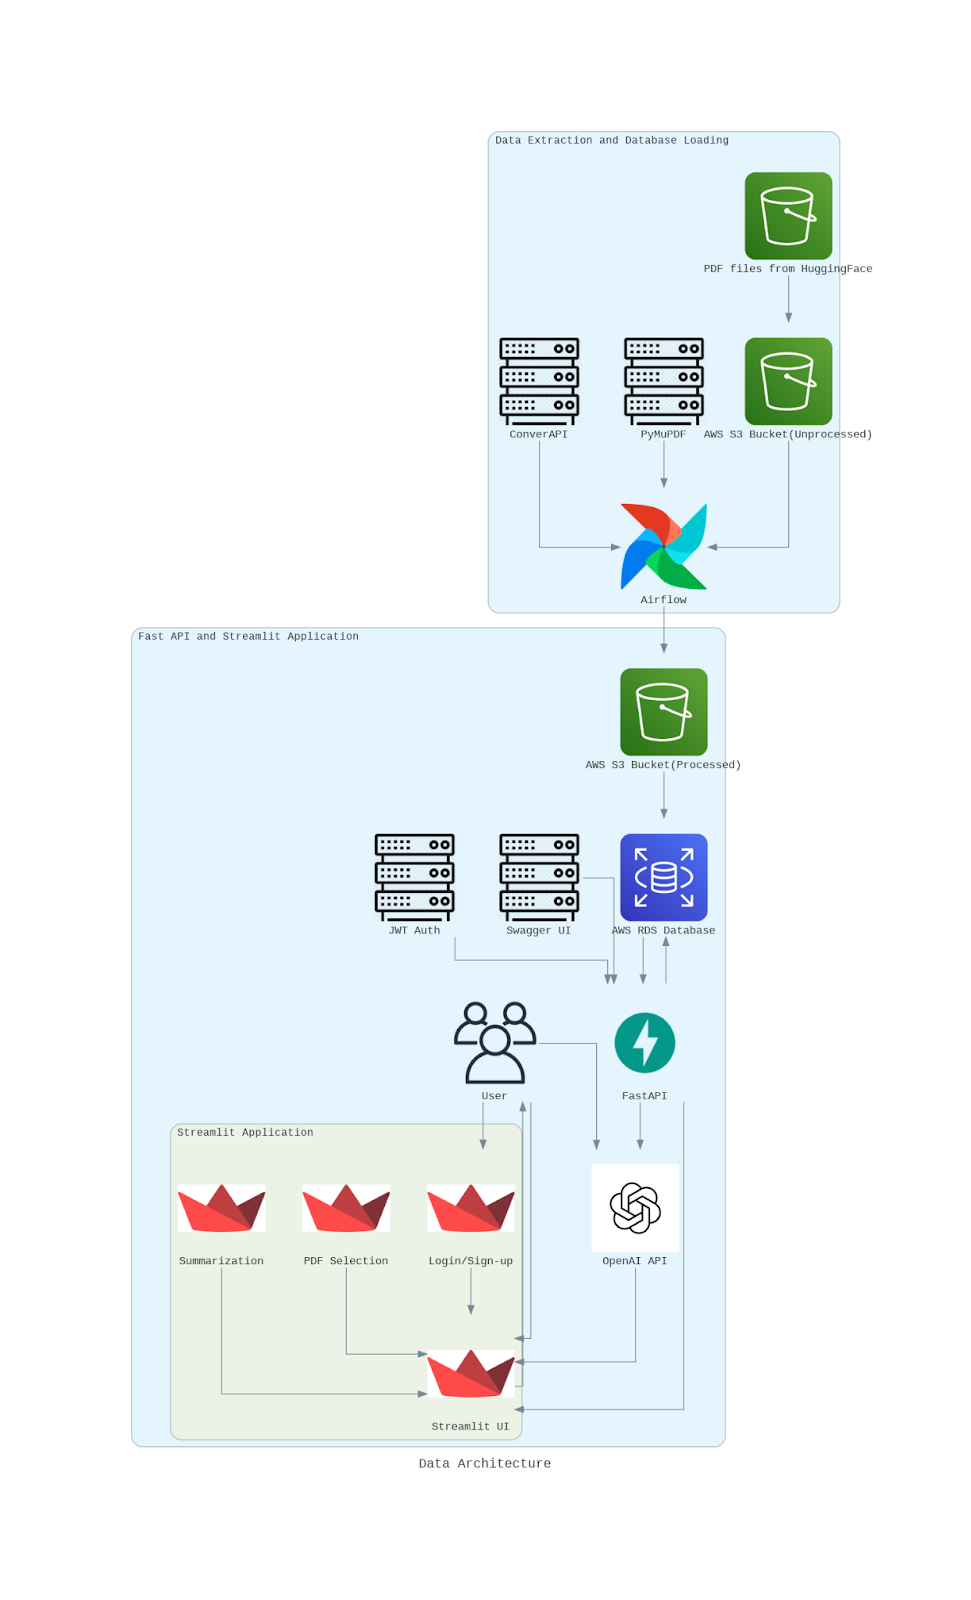 Data Extraction and Database Loading
PDF files from HuggingFace
ConverAPI
PyMuPDF
AWS S3 Bucket(Unprocessed)
Airflow
Fast API and Streamlit Application
AWS S3 Bucket(Processed)
JWT Auth
Swagger UI
AWS RDS Database
User
FastAPI
Streamlit Application
Summarization
PDF Selection
Login/Sign-up
OpenAI API
Streamlit UI
Data Architecture